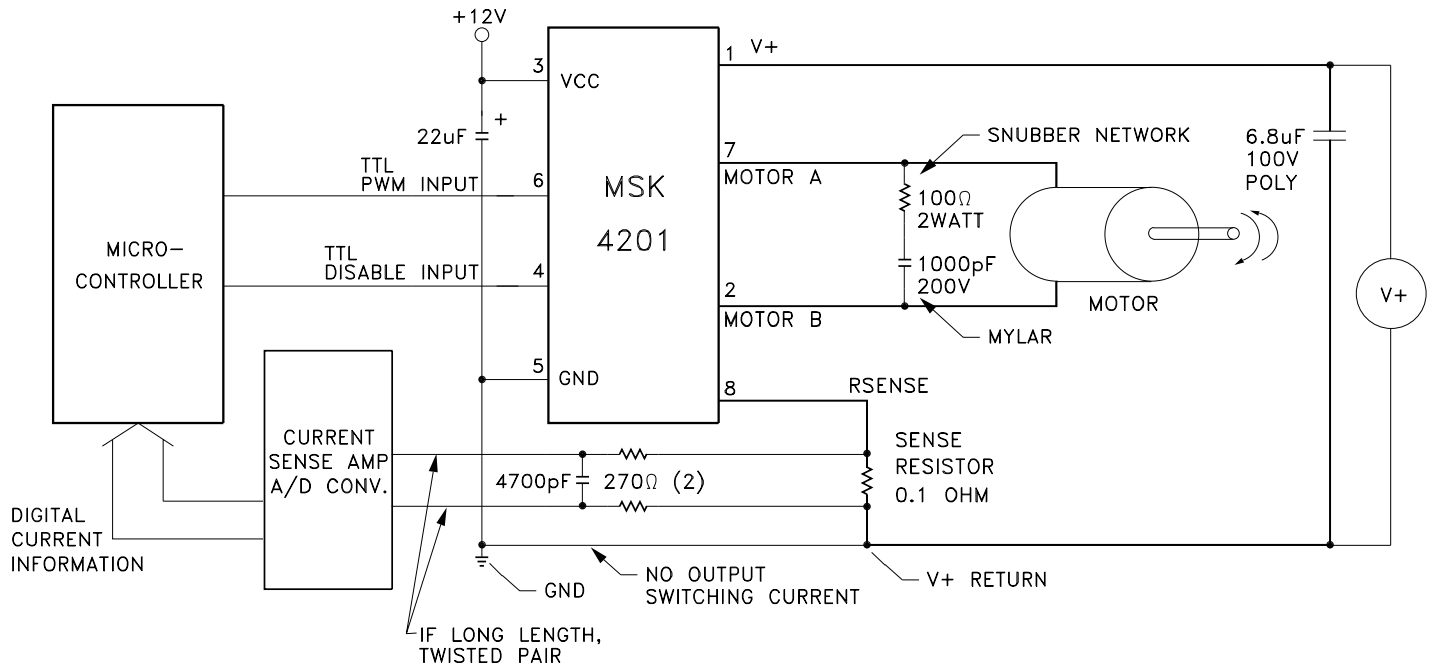 +12V
1
V+
3
VCC
+
22uF
SNUBBER NETWORK
6.8uF
100V
POLY
7
MOTOR A
TTL
PWM INPUT
6
MSK
4201
100Ω
2WATT
MICRO-
CONTROLLER
TTL
DISABLE INPUT
4
1000pF
200V
2
MOTOR B
MOTOR
V+
MYLAR
5
GND
8
RSENSE
CURRENT
SENSE AMP
A/D CONV.
SENSE
RESISTOR
0.1 OHM
4700pF
270Ω (2)
DIGITAL
CURRENT
INFORMATION
GND
NO OUTPUT
SWITCHING CURRENT
V+ RETURN
IF LONG LENGTH,
TWISTED PAIR